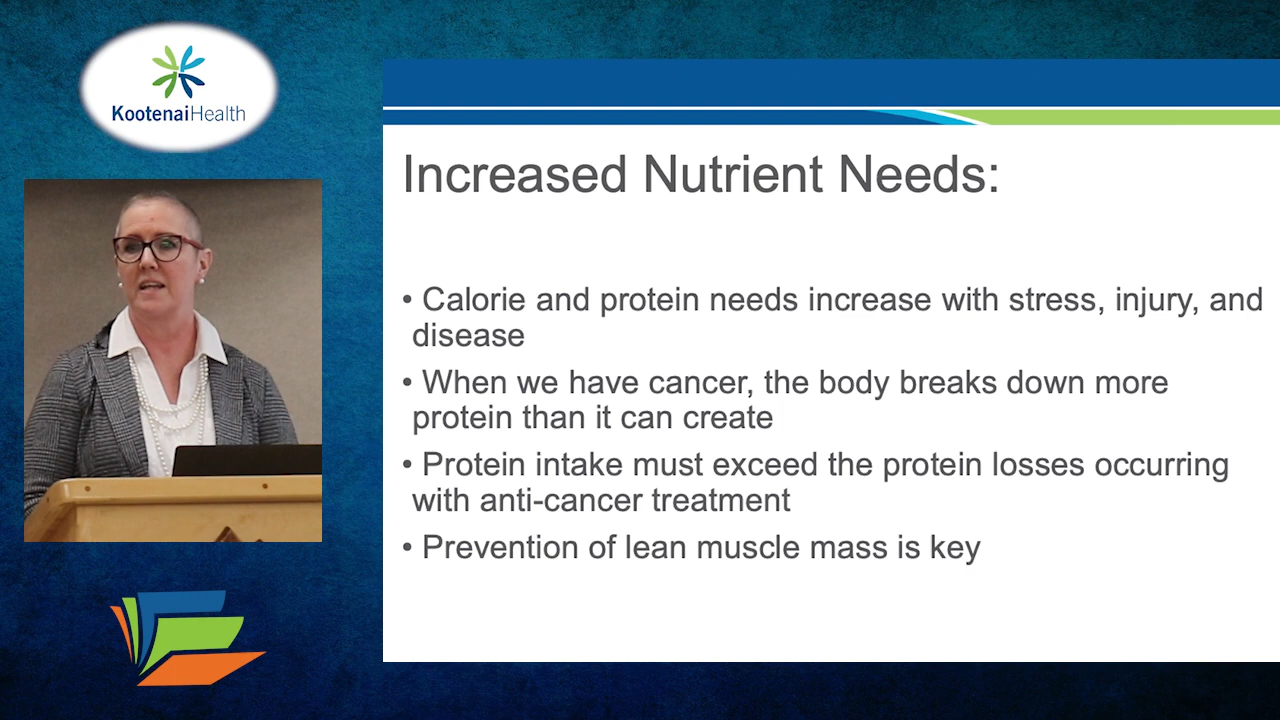 KootenaiHealth
Increased Nutrient Needs:
• Calorie and protein needs increase with stress, injury, and
disease
• When we have cancer, the body breaks down more
protein than it can create
• Protein intake must exceed the protein losses occurring
with anti-cancer treatment
• Prevention of lean muscle mass is key